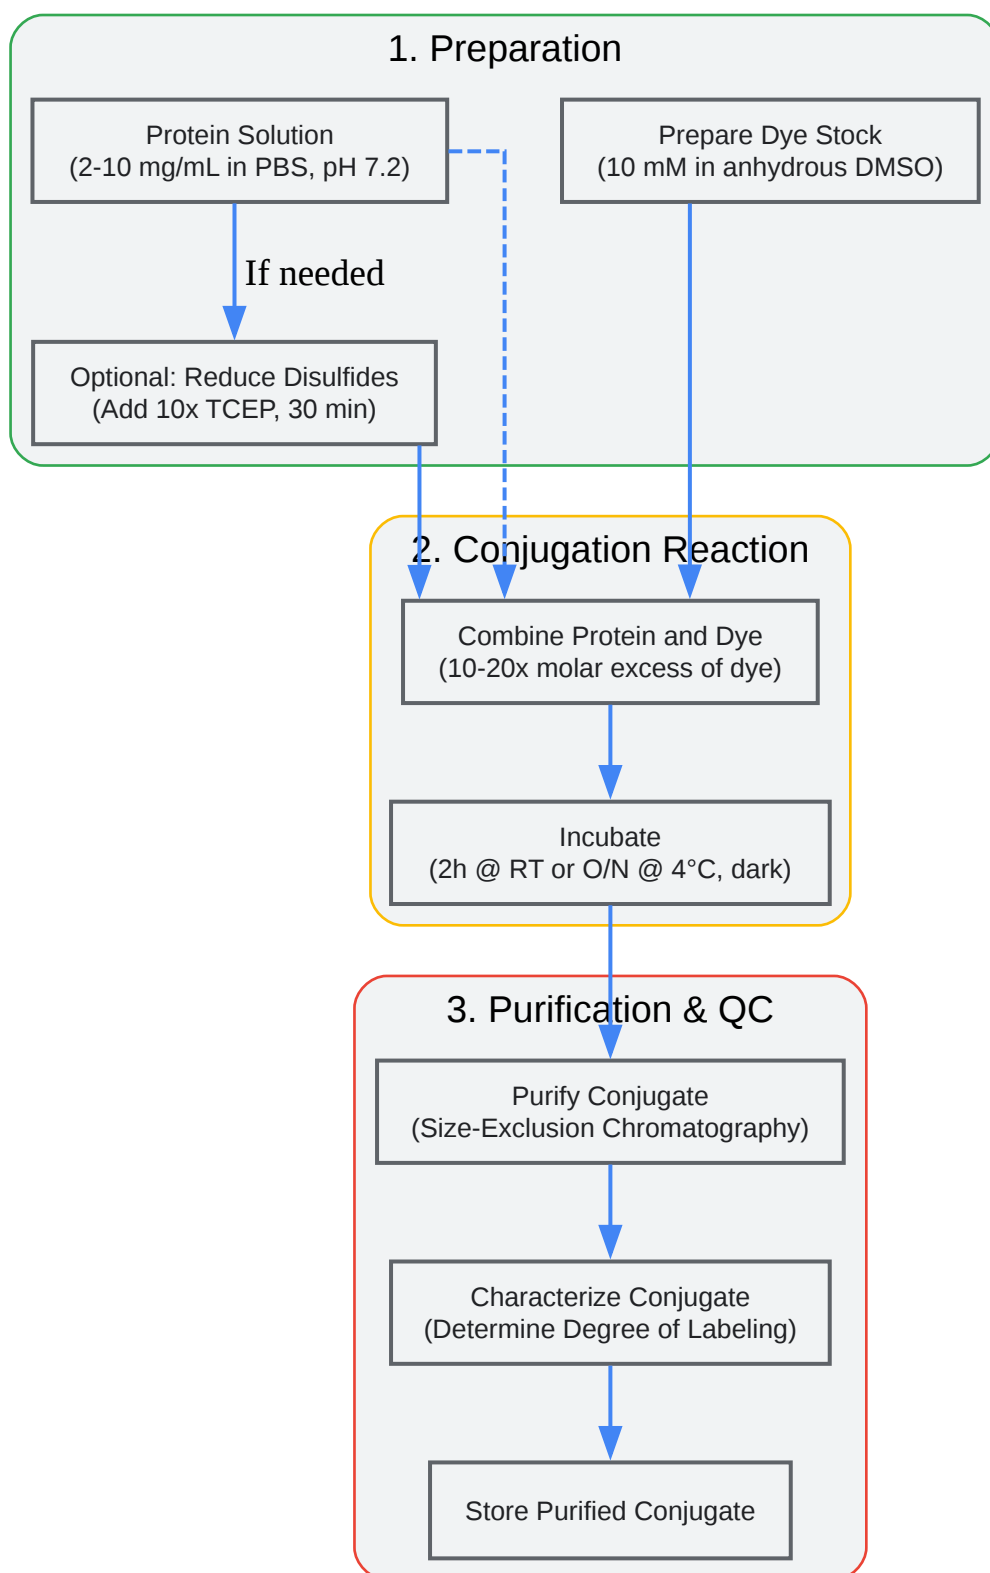 1. Preparation
Protein Solution
(2-10 mg/mL in PBS, pH 7.2)
Prepare Dye Stock
(10 mM in anhydrous DMSO)
If needed
Optional: Reduce Disulfides
(Add 10x TCEP, 30 min)
2. Conjugation Reaction
Combine Protein and Dye
(10-20x molar excess of dye)
Incubate
(2h @ RT or O/N @ 4°C, dark)
3. Purification & QC
Purify Conjugate
(Size-Exclusion Chromatography)
Characterize Conjugate
(Determine Degree of Labeling)
Store Purified Conjugate